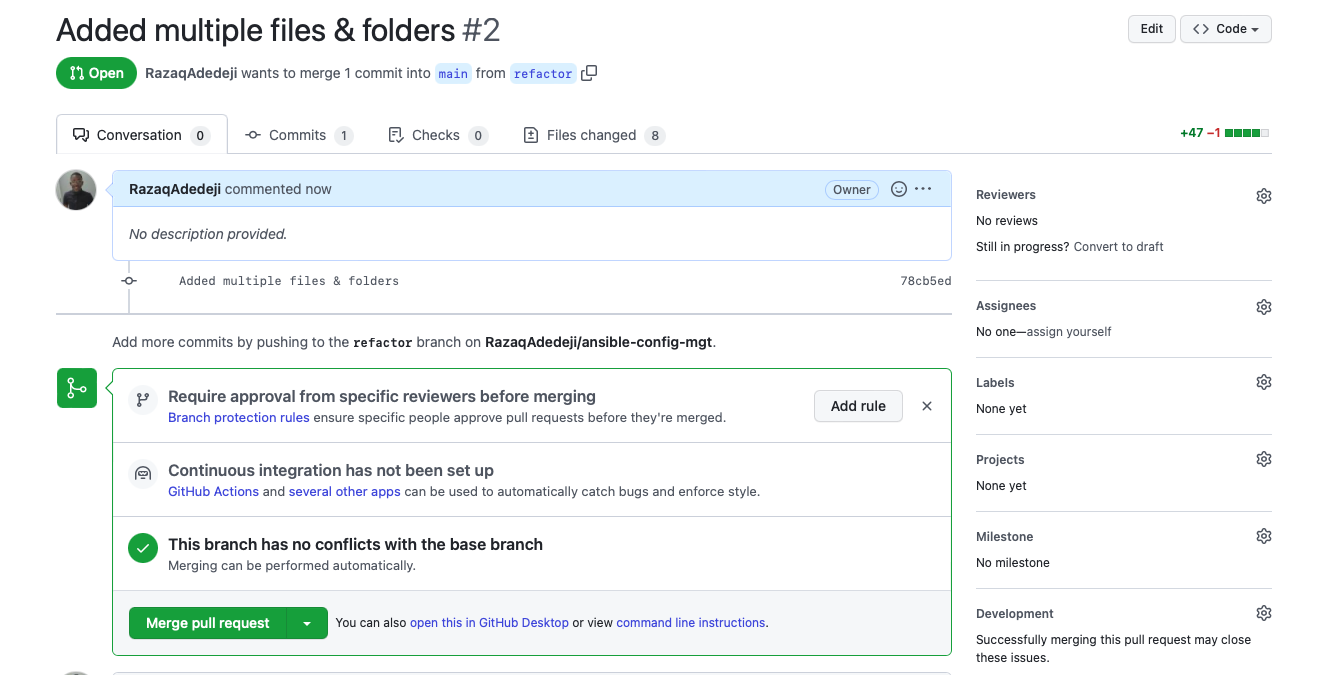 Added multiple files & folders #2
Edit
<> Code
Open
RazaqAdedeji wants to merge 1 commit into main from refactor
Conversation 0
Commits 1
Checks 0
Files changed 8
+47 −1
RazaqAdedeji commented now
Owner
No description provided.
Added multiple files & folders
78cb5ed
Add more commits by pushing to the refactor branch on RazaqAdedeji/ansible-config-mgt.
Require approval from specific reviewers before merging
Branch protection rules ensure specific people approve pull requests before they're merged.
Add rule
Continuous integration has not been set up
GitHub Actions and several other apps can be used to automatically catch bugs and enforce style.
This branch has no conflicts with the base branch
Merging can be performed automatically.
Merge pull request
You can also open this in GitHub Desktop or view command line instructions.
Reviewers
No reviews
Still in progress? Convert to draft
Assignees
No one—assign yourself
Labels
None yet
Projects
None yet
Milestone
No milestone
Development
Successfully merging this pull request may close
these issues.